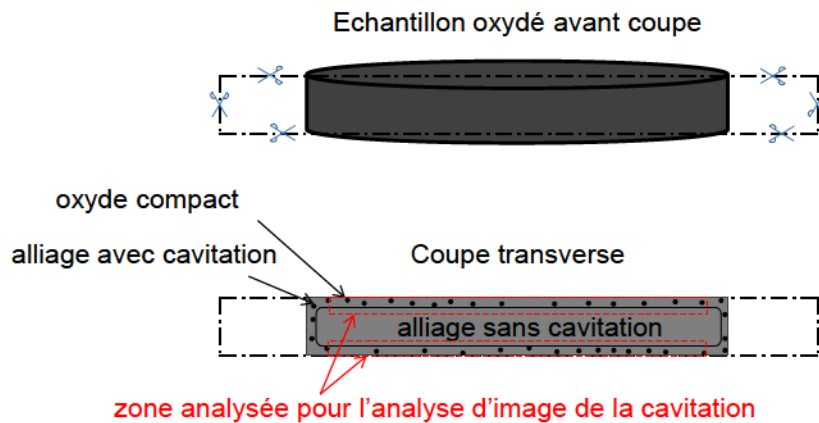 Echantillon oxydé avant coupe
oxyde compact
alliage avec cavitation
Coupe transverse
alliage sans cavitation
zone analysée pour l'analyse d'image de la cavitation